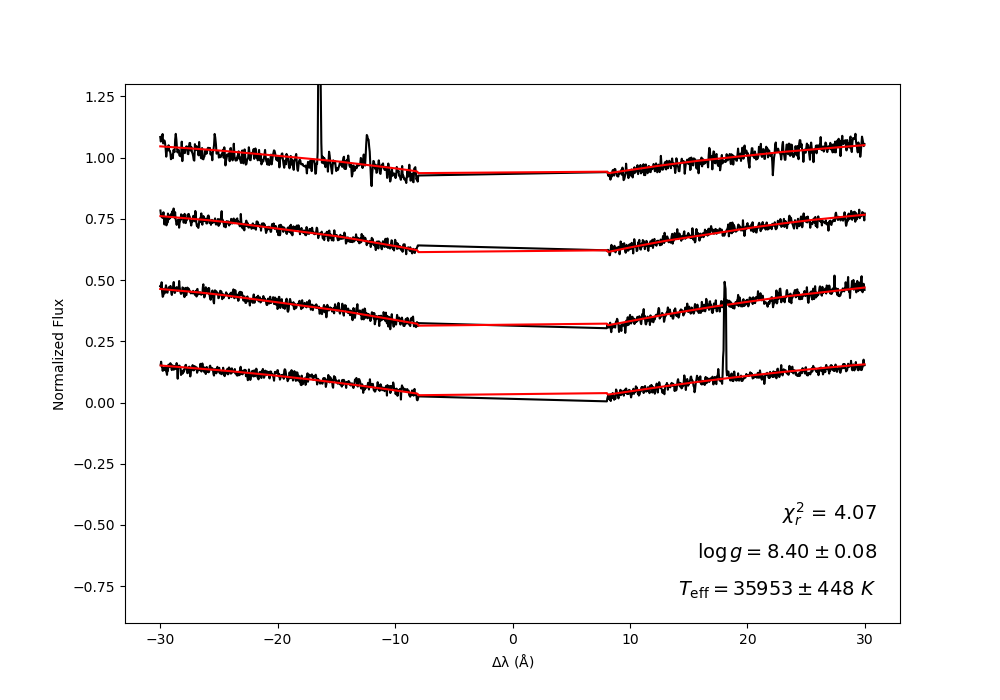 1.25
1.00
0.75
0.50
0.25
0.00
−0.25
−0.50
−0.75
Normalized Flux
χ²ᵣ = 4.07
log g = 8.40 ± 0.08
T_eff = 35953 ± 448 K
−30 −20 −10 0 10 20 30
Δλ (Å)